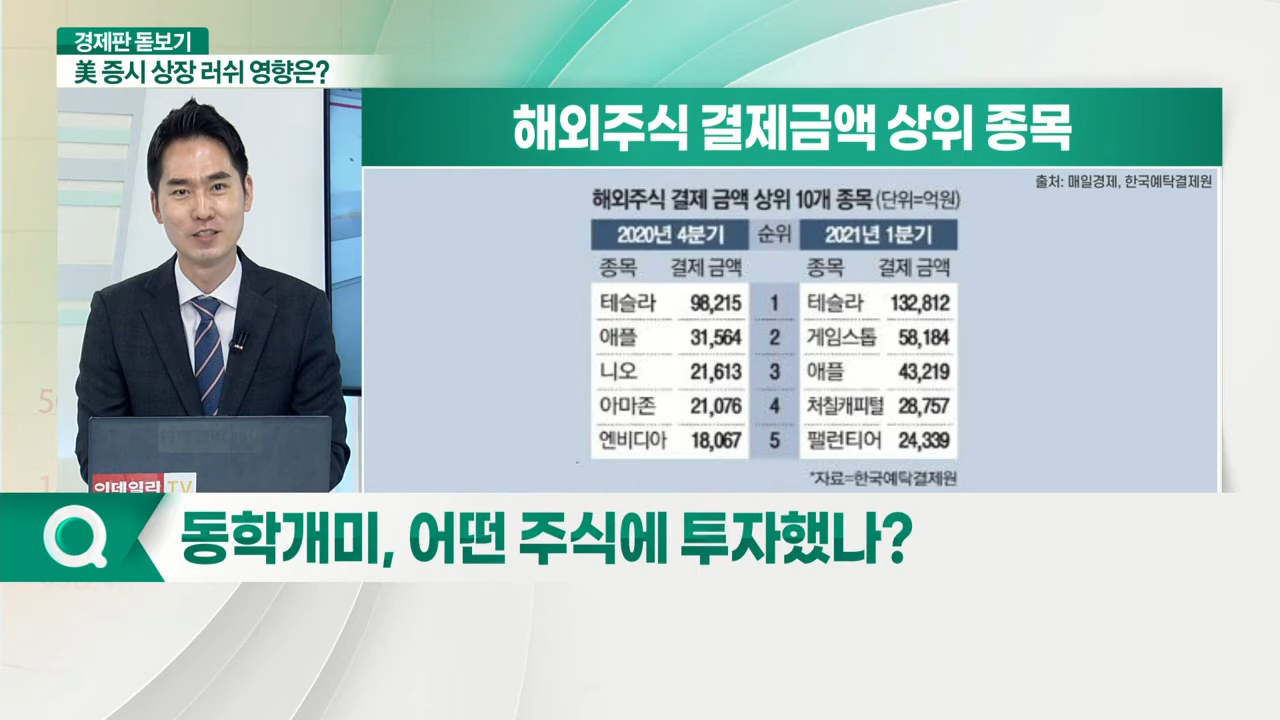 경제판 돋보기
美 증시 상장 러쉬 영향은?
해외주식 결제금액 상위 종목
출처: 매일경제, 한국예탁결제원
해외주식 결제 금액 상위 10개 종목(단위=억원)
2020년 4분기 순위 2021년 1분기
종목 결제 금액 종목 결제 금액
테슬라 98,215 1 테슬라 132,812
애플 31,564 2 게임스톱 58,184
니오 21,613 3 애플 43,219
아마존 21,076 4 처칠캐피털 28,757
엔비디아 18,067 5 팰런티어 24,339
*자료=한국예탁결제원
이데일리 TV
동학개미, 어떤 주식에 투자했나?